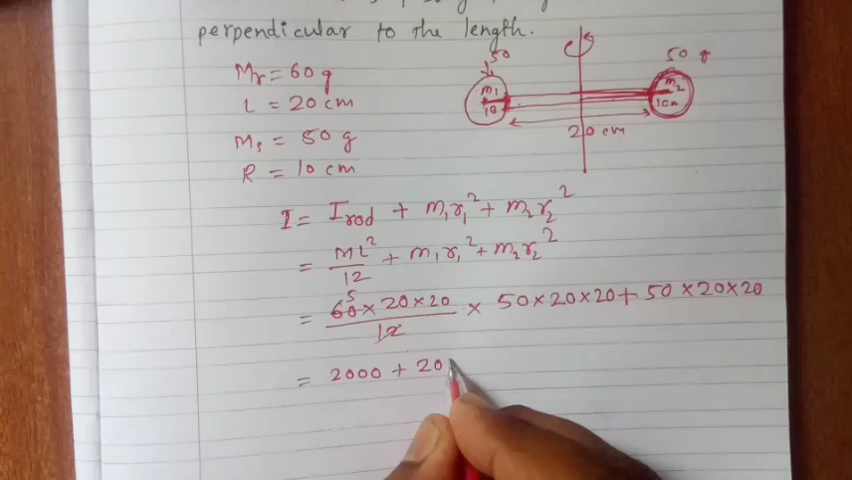 perpendicular to the length.
Mr = 60 g
L = 20 cm
Ms = 50 g
R = 10 cm
50
50 g
m1
10
m2
1cm
20 cm
I = Irod + m₁r₁² + m₂r₂²
= ML²/12 + m₁r₁² + m₂r₂²
= 60 5 × 20 × 20 / 12 × 50×20×20 + 50×20×20
= 2000 + 20